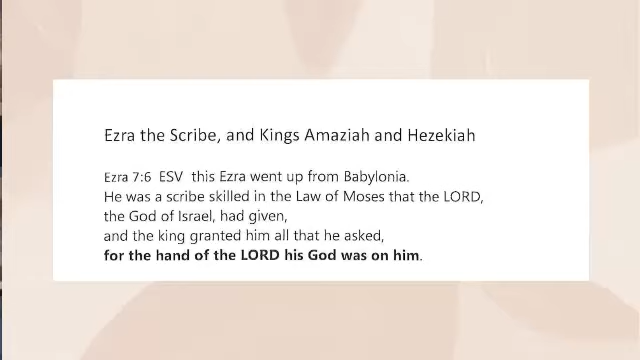 Ezra the Scribe, and Kings Amaziah and Hezekiah
Ezra 7:6  ESV  this Ezra went up from Babylonia.
He was a scribe skilled in the Law of Moses that the LORD,
the God of Israel, had given,
and the king granted him all that he asked,
for the hand of the LORD his God was on him.